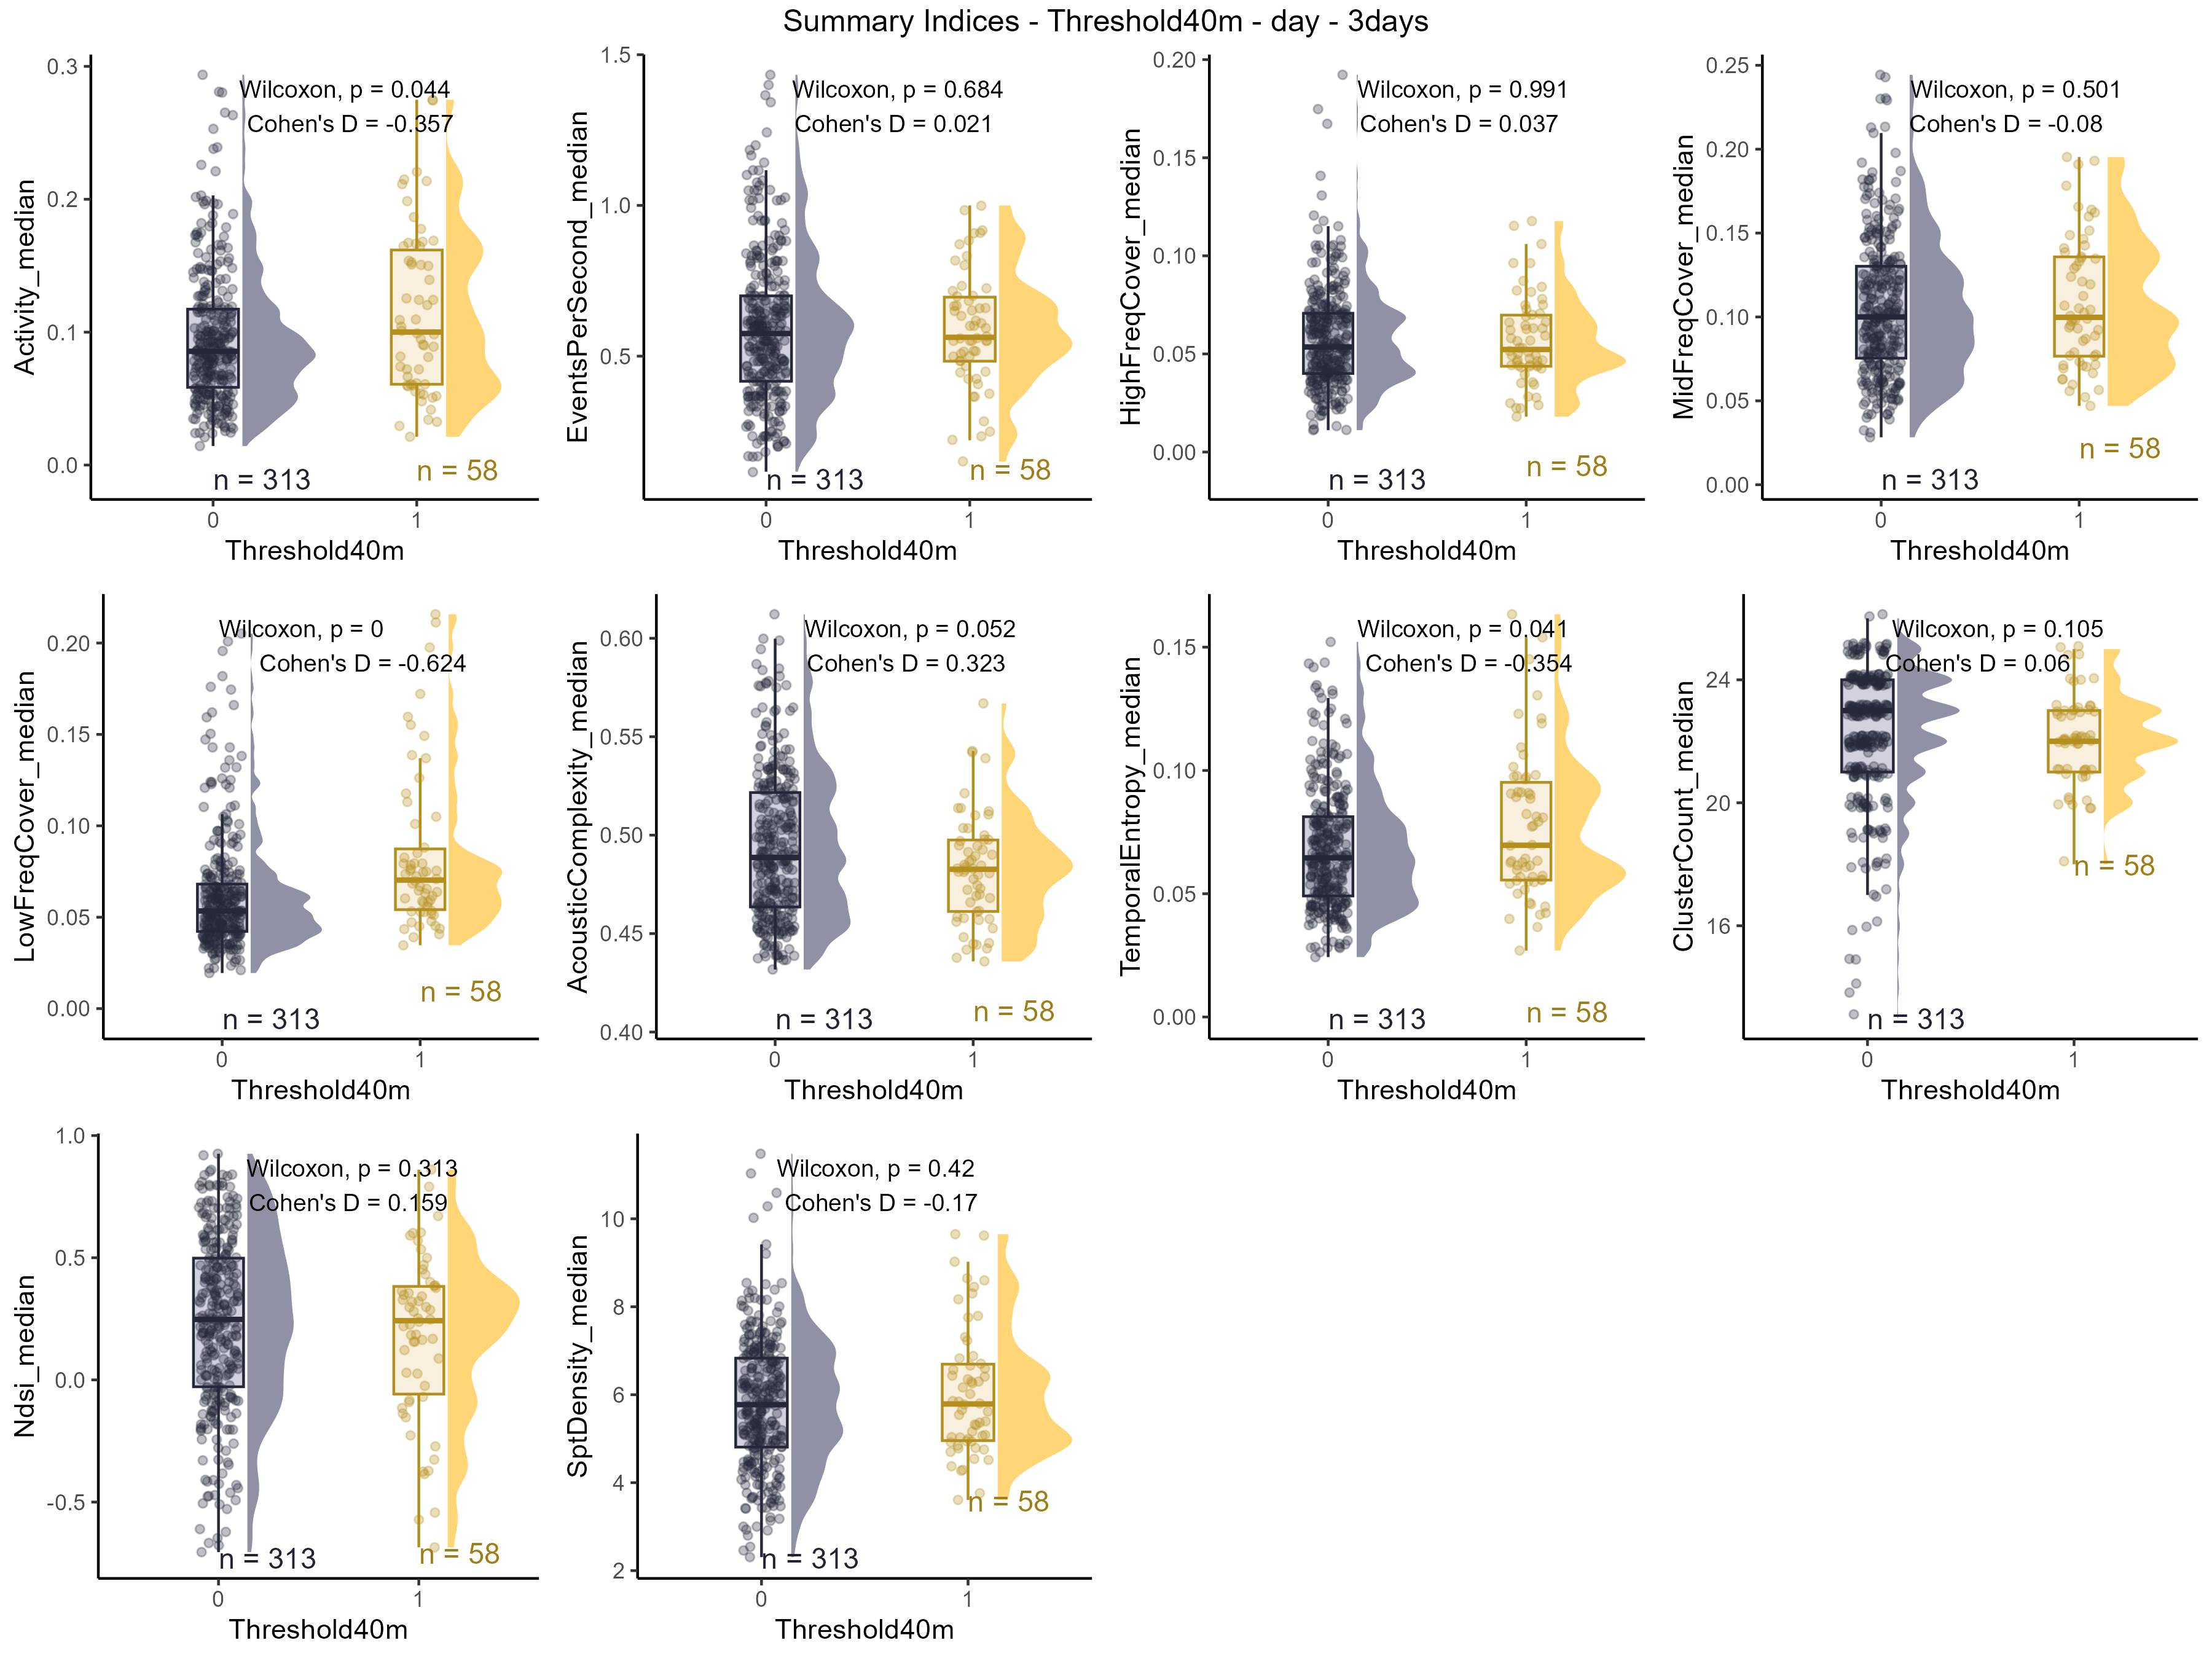 Summary Indices - Threshold40m - day - 3days
Activity_median
0.3
0.2
0.1
0.0
Wilcoxon, p = 0.044
Cohen's D = -0.357
n = 313
n = 58
0
1
Threshold40m
EventsPerSecond_median
1.5
1.0
0.5
Wilcoxon, p = 0.684
Cohen's D = 0.021
n = 313
n = 58
0
1
Threshold40m
HighFreqCover_median
0.20
0.15
0.10
0.05
0.00
Wilcoxon, p = 0.991
Cohen's D = 0.037
n = 313
n = 58
0
1
Threshold40m
MidFreqCover_median
0.25
0.20
0.15
0.10
0.05
0.00
Wilcoxon, p = 0.501
Cohen's D = -0.08
n = 313
n = 58
0
1
Threshold40m
LowFreqCover_median
0.20
0.15
0.10
0.05
0.00
Wilcoxon, p = 0
Cohen's D = -0.624
n = 313
n = 58
0
1
Threshold40m
AcousticComplexity_median
0.60
0.55
0.50
0.45
0.40
Wilcoxon, p = 0.052
Cohen's D = 0.323
n = 313
n = 58
0
1
Threshold40m
TemporalEntropy_median
0.15
0.10
0.05
0.00
Wilcoxon, p = 0.041
Cohen's D = -0.354
n = 313
n = 58
0
1
Threshold40m
ClusterCount_median
24
20
16
Wilcoxon, p = 0.105
Cohen's D = 0.06
n = 313
n = 58
0
1
Threshold40m
Ndsi_median
1.0
0.5
0.0
-0.5
Wilcoxon, p = 0.313
Cohen's D = 0.159
n = 313
n = 58
0
1
Threshold40m
SptDensity_median
10
8
6
4
2
Wilcoxon, p = 0.42
Cohen's D = -0.17
n = 313
n = 58
0
1
Threshold40m